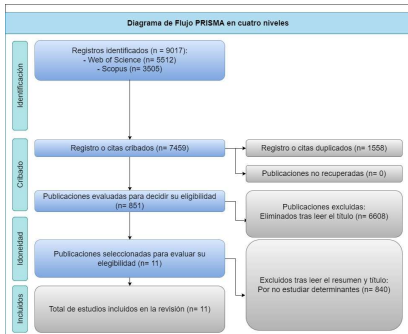 Diagrama de Flujo PRISMA en cuatro niveles
Identificación
Registros identificados (n = 9017):
- Web of Science (n= 5512)
- Scopus (n= 3505)
Cribado
Registro o citas cribados (n= 7459)
Registro o citas duplicados (n= 1558)
Publicaciones no recuperadas (n= 0)
Publicaciones evaluadas para decidir su eligibilidad
(n= 851)
Publicaciones excluidas:
Eliminados tras leer el título (n= 6608)
Idoneidad
Publicaciones seleccionadas para evaluar su
elegibilidad (n= 11)
Excluidos tras leer el resumen y título:
Por no estudiar determinantes (n= 840)
Incluidos
Total de estudios incluidos en la revisión (n= 11)